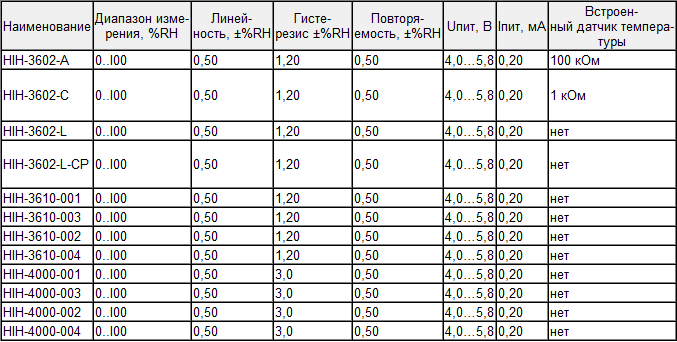 Наименование Диапазон изме-рения, %RH Линей-ность, ±%RH Гисте-резис ±%RH Повторя-емость, ±%RH Uпит, В Iпит, мА Встроен-ный датчик темпера-туры
HIH-3602-A 0..I00 0,50 1,20 0,50 4,0...5,8 0,20 100 кОм
HIH-3602-C 0..I00 0,50 1,20 0,50 4,0...5,8 0,20 1 кОм
HIH-3602-L 0..I00 0,50 1,20 0,50 4,0...5,8 0,20 нет
HIH-3602-L-CP 0..I00 0,50 1,20 0,50 4,0...5,8 0,20 нет
HIH-3610-001 0..I00 0,50 1,20 0,50 4,0...5,8 0,20 нет
HIH-3610-003 0..I00 0,50 1,20 0,50 4,0...5,8 0,20 нет
HIH-3610-002 0..I00 0,50 1,20 0,50 4,0...5,8 0,20 нет
HIH-3610-004 0..I00 0,50 1,20 0,50 4,0...5,8 0,20 нет
HIH-4000-001 0..I00 0,50 3,0 0,50 4,0...5,8 0,20 нет
HIH-4000-003 0..I00 0,50 3,0 0,50 4,0...5,8 0,20 нет
HIH-4000-002 0..I00 0,50 3,0 0,50 4,0...5,8 0,20 нет
HIH-4000-004 0..I00 0,50 3,0 0,50 4,0...5,8 0,20 нет